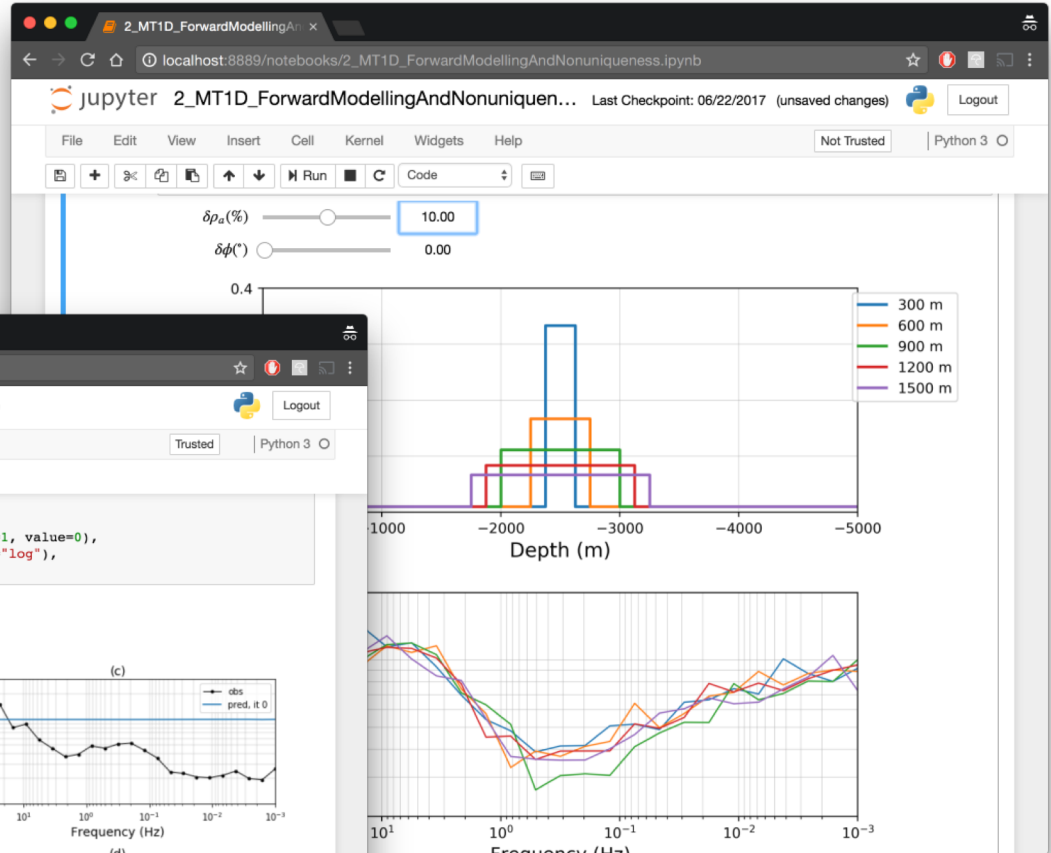 2_MT1D_ForwardModellingAn
localhost:8889/notebooks/2_MT1D_ForwardModellingAndNonuniqueness.ipynb
jupyter 2_MT1D_ForwardModellingAndNonuniquen... Last Checkpoint: 06/22/2017 (unsaved changes) Logout
File Edit View Insert Cell Kernel Widgets Help Not Trusted Python 3
Run Code
δρₐ(%) 10.00
δϕ(°) 0.00
0.4
300 m
600 m
900 m
1200 m
1500 m
−1000 −2000 −3000 −4000 −5000
Depth (m)
10¹ 10⁰ 10⁻¹ 10⁻² 10⁻³
Frequency (Hz)
Logout
Trusted Python 3
1, value=0),
"log"),
(c)
obs
pred, it 0
10¹ 10⁰ 10⁻¹ 10⁻² 10⁻³
Frequency (Hz)
(d)